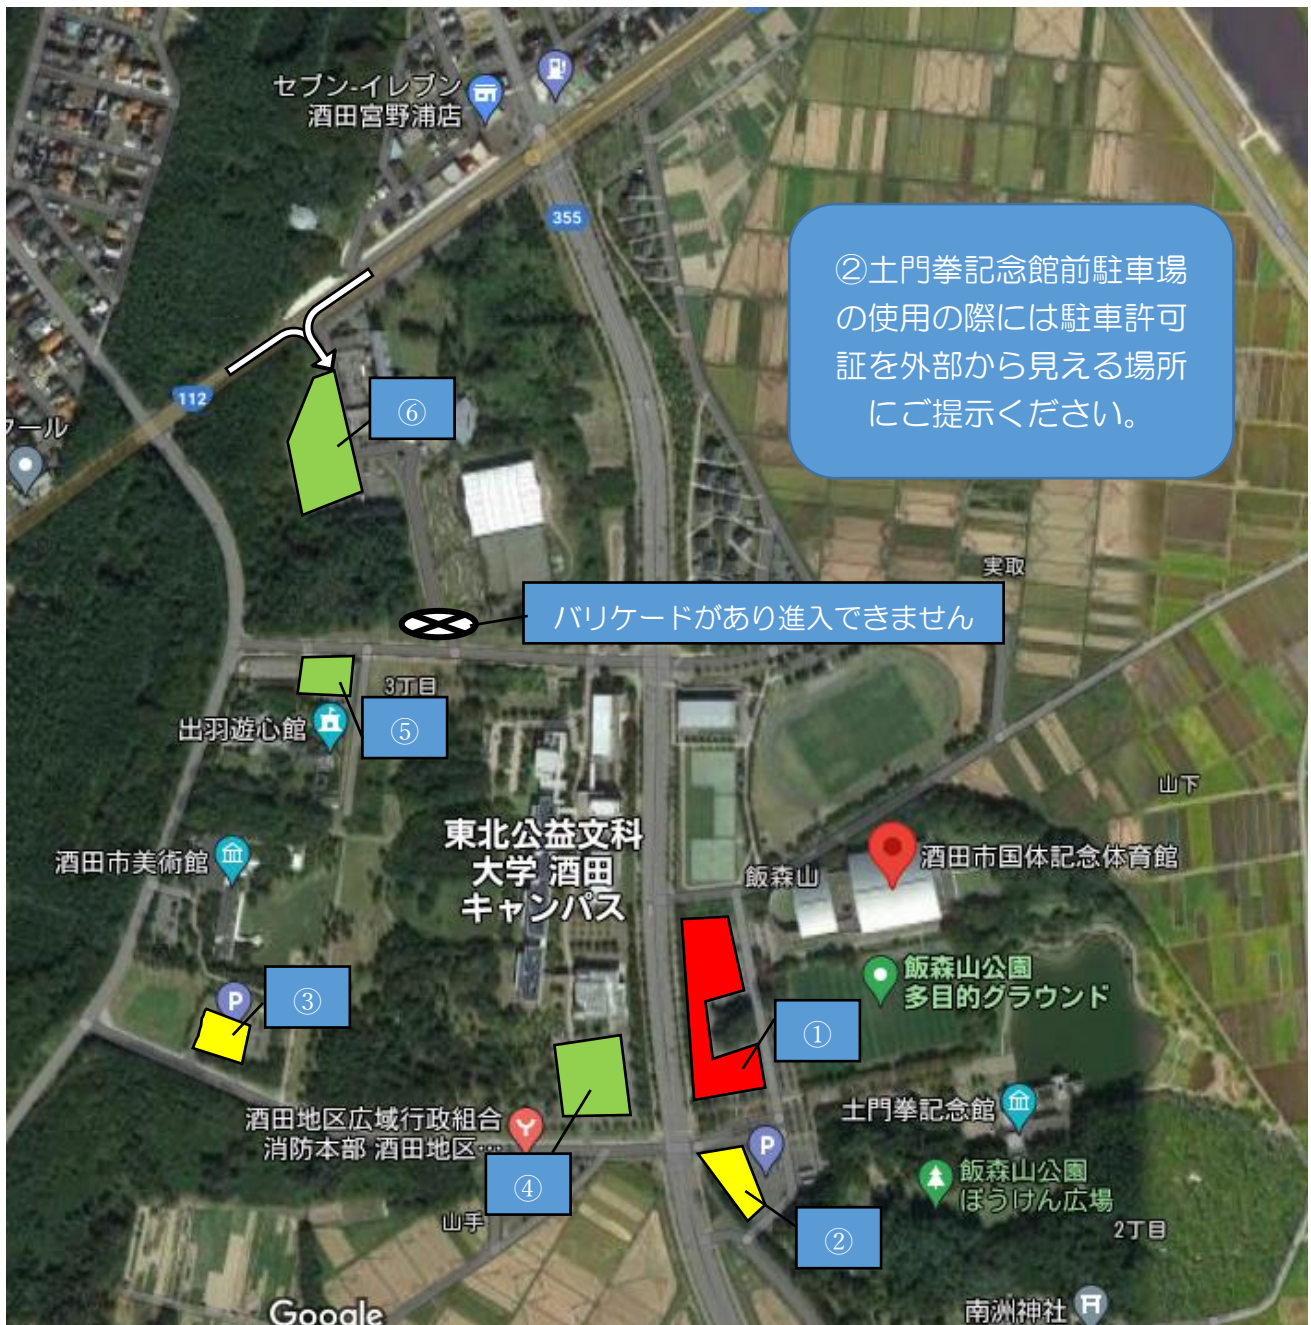 セブン-イレブン
酒田宮野浦店
355
②土門拳記念館前駐車場
の使用の際には駐車許可
証を外部から見える場所
にご提示ください。
112
⑥
クール
実取
バリケードがあり進入できません
3丁目
出羽遊心館
⑤
山下
東北公益文科
大学 酒田
キャンパス
酒田市美術館
飯森山
酒田市国体記念体育館
飯森山公園
多目的グラウンド
P
③
①
土門拳記念館
酒田地区広域行政組合
消防本部 酒田地区…
P
飯森山公園
ぼうけん広場
④
山手
②
2丁目
南洲神社
Google